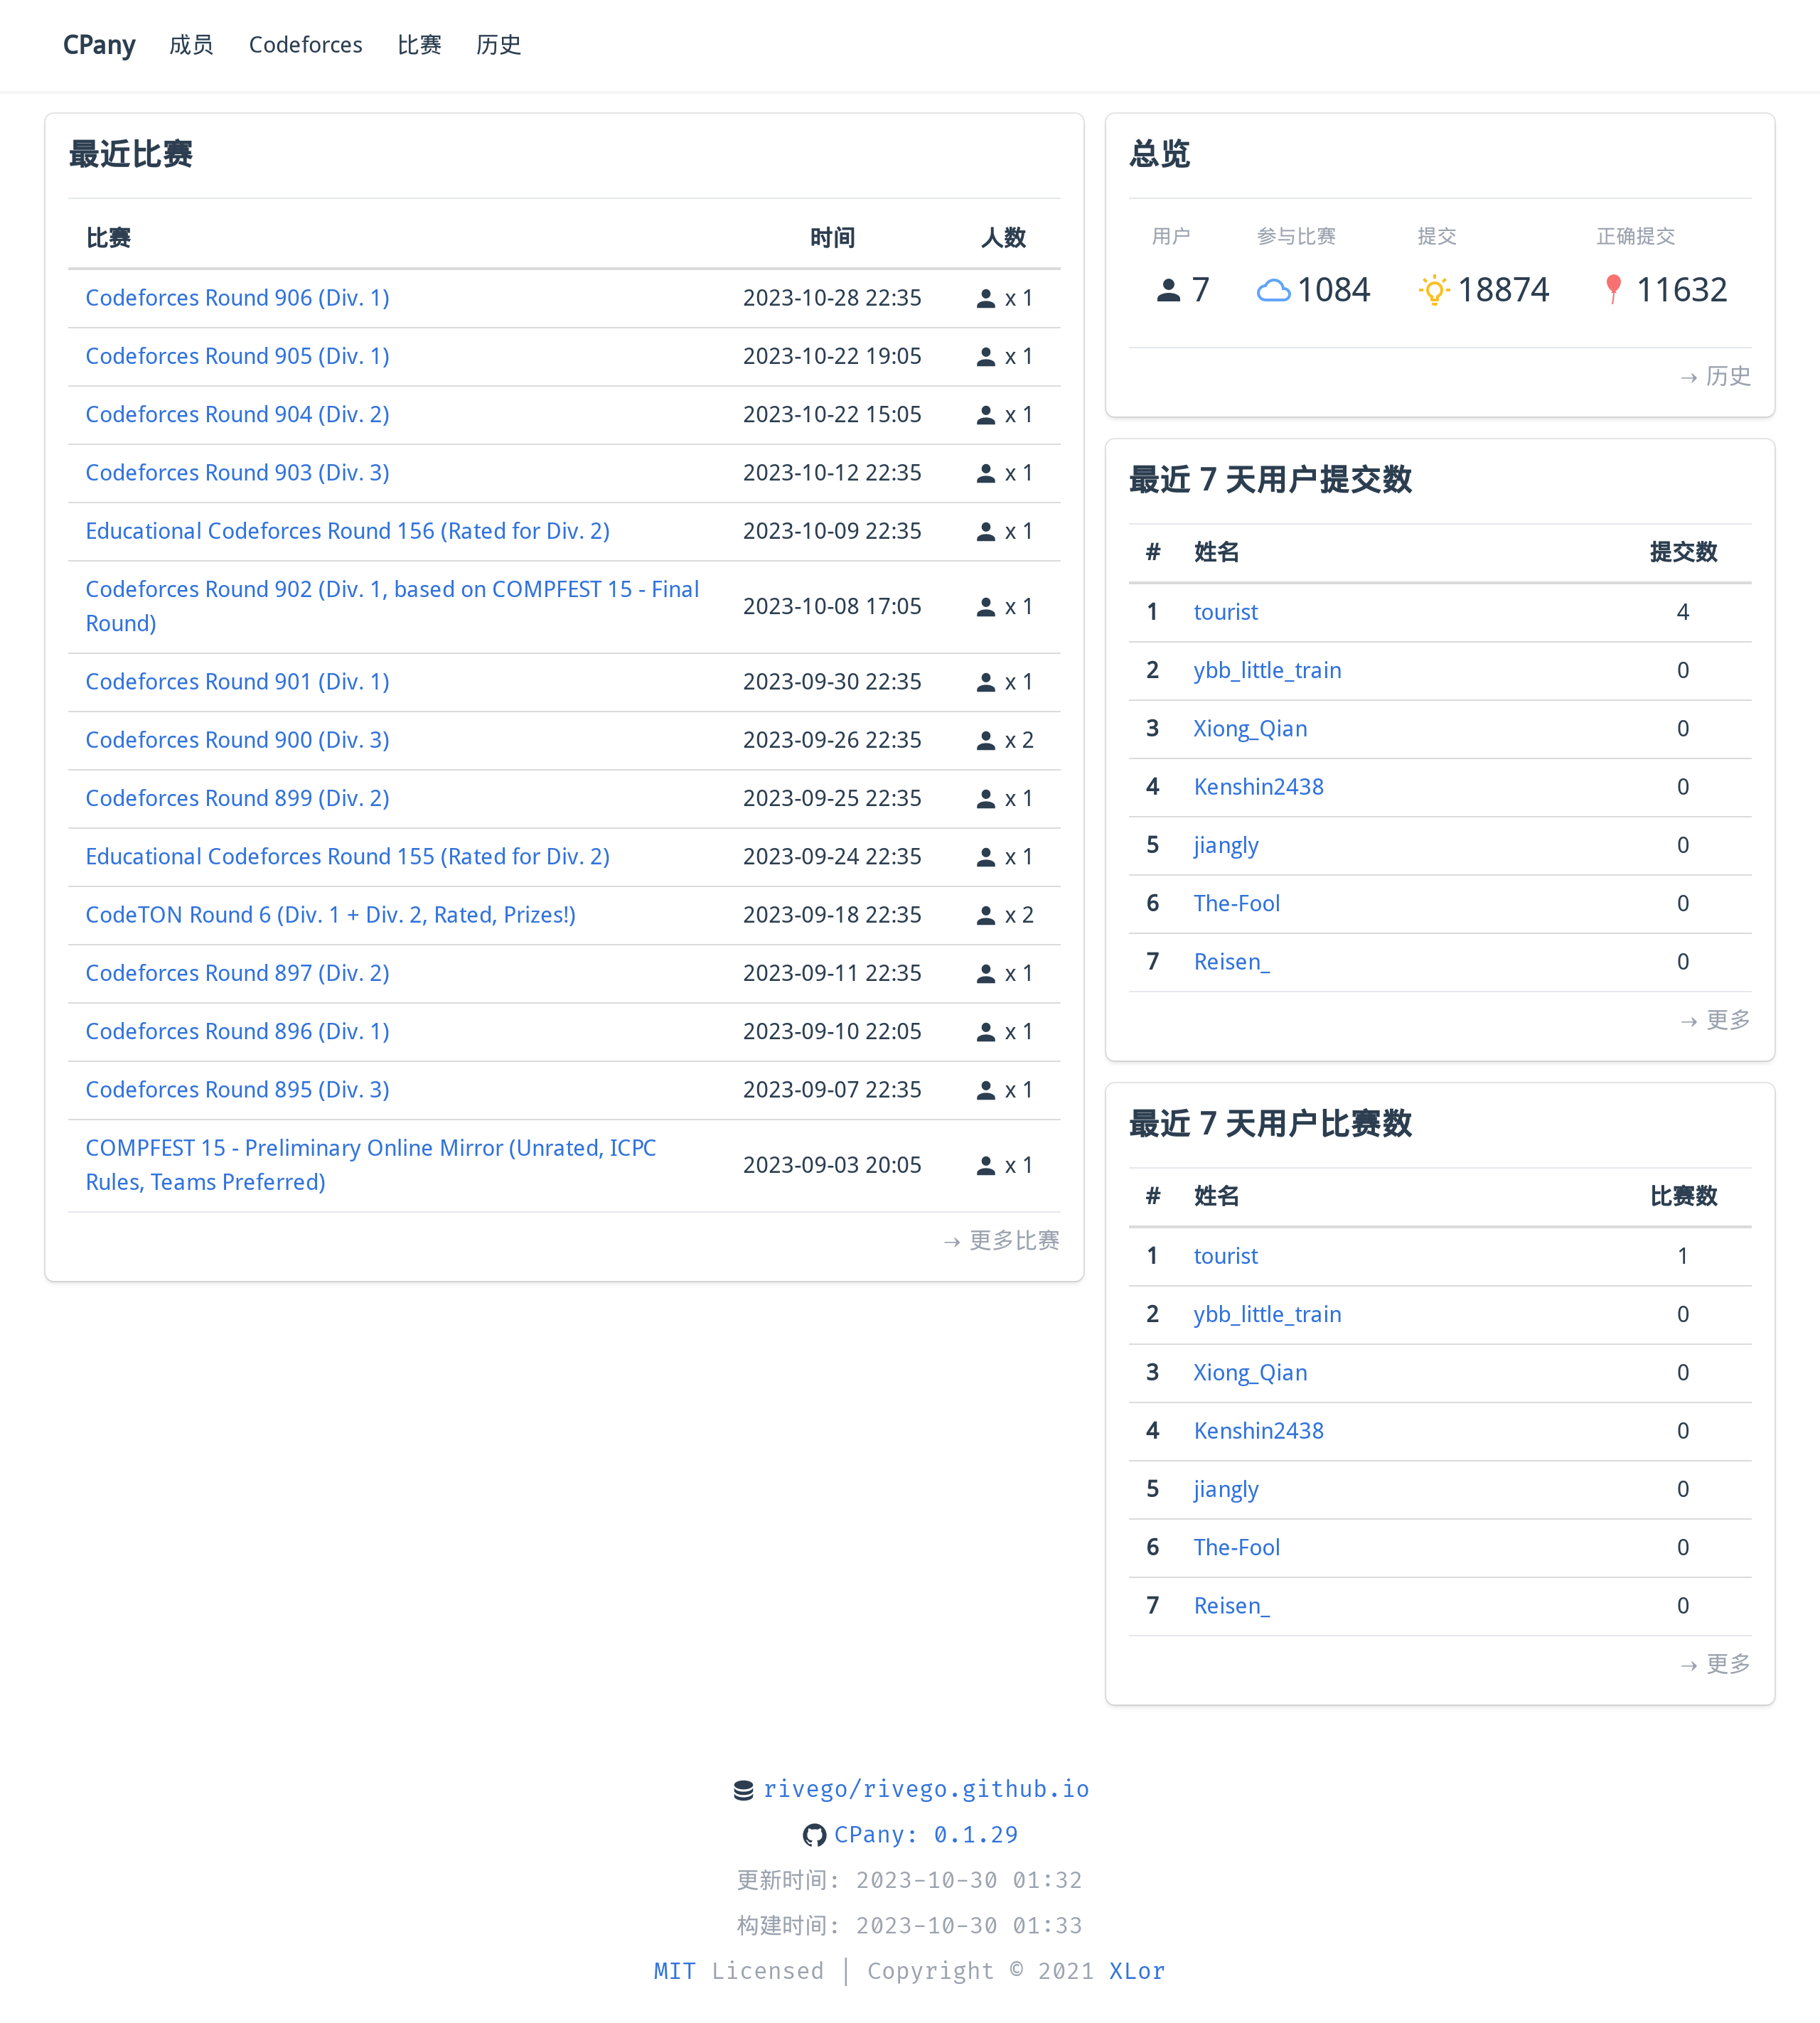 CPany 成员 Codeforces 比赛 历史
最近比赛
比赛 时间 人数
Codeforces Round 906 (Div. 1) 2023-10-28 22:35 x 1
Codeforces Round 905 (Div. 1) 2023-10-22 19:05 x 1
Codeforces Round 904 (Div. 2) 2023-10-22 15:05 x 1
Codeforces Round 903 (Div. 3) 2023-10-12 22:35 x 1
Educational Codeforces Round 156 (Rated for Div. 2) 2023-10-09 22:35 x 1
Codeforces Round 902 (Div. 1, based on COMPFEST 15 - Final
Round) 2023-10-08 17:05 x 1
Codeforces Round 901 (Div. 1) 2023-09-30 22:35 x 1
Codeforces Round 900 (Div. 3) 2023-09-26 22:35 x 2
Codeforces Round 899 (Div. 2) 2023-09-25 22:35 x 1
Educational Codeforces Round 155 (Rated for Div. 2) 2023-09-24 22:35 x 1
CodeTON Round 6 (Div. 1 + Div. 2, Rated, Prizes!) 2023-09-18 22:35 x 2
Codeforces Round 897 (Div. 2) 2023-09-11 22:35 x 1
Codeforces Round 896 (Div. 1) 2023-09-10 22:05 x 1
Codeforces Round 895 (Div. 3) 2023-09-07 22:35 x 1
COMPFEST 15 - Preliminary Online Mirror (Unrated, ICPC
Rules, Teams Preferred) 2023-09-03 20:05 x 1
→ 更多比赛
总览
用户 参与比赛 提交 正确提交
7 1084 18874 11632
→ 历史
最近 7 天用户提交数
# 姓名 提交数
1 tourist 4
2 ybb_little_train 0
3 Xiong_Qian 0
4 Kenshin2438 0
5 jiangly 0
6 The-Fool 0
7 Reisen_ 0
→ 更多
最近 7 天用户比赛数
# 姓名 比赛数
1 tourist 1
2 ybb_little_train 0
3 Xiong_Qian 0
4 Kenshin2438 0
5 jiangly 0
6 The-Fool 0
7 Reisen_ 0
→ 更多
rivego/rivego.github.io
CPany: 0.1.29
更新时间: 2023-10-30 01:32
构建时间: 2023-10-30 01:33
MIT Licensed | Copyright © 2021 XLor